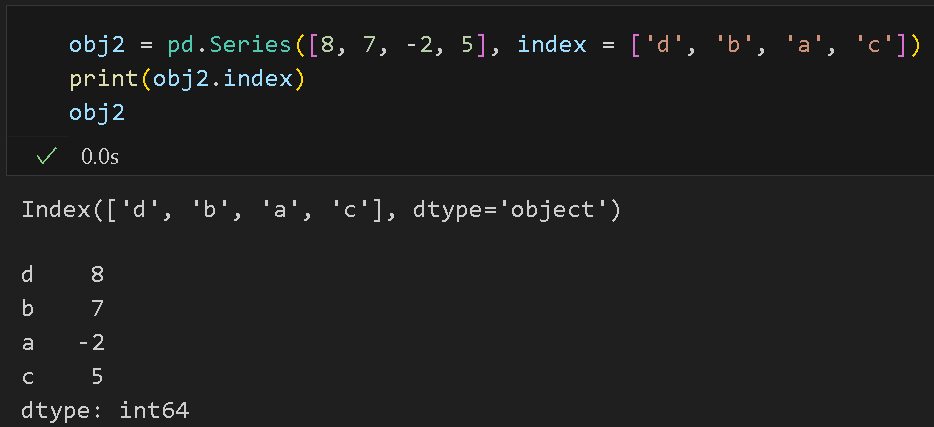 obj2 = pd.Series([8, 7, -2, 5], index = ['d', 'b', 'a', 'c'])
print(obj2.index)
obj2
0.0s
Index(['d', 'b', 'a', 'c'], dtype='object')
d    8
b    7
a   -2
c    5
dtype: int64